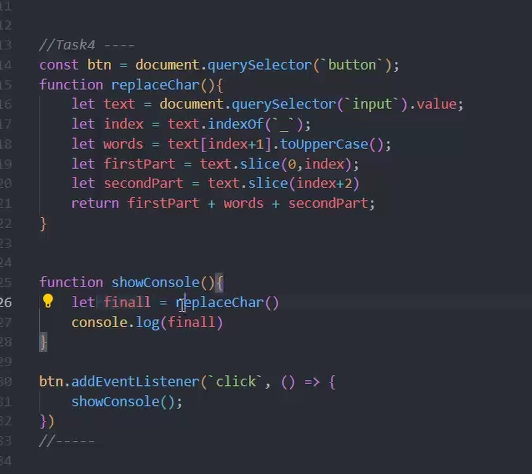 11
12
13 //Task4 ----
14 const btn = document.querySelector(`button`);
15 function replaceChar(){
16 let text = document.querySelector(`input`).value;
17 let index = text.indexOf(`_`);
18 let words = text[index+1].toUpperCase();
19 let firstPart = text.slice(0,index);
20 let secondPart = text.slice(index+2)
21 return firstPart + words + secondPart;
22 }
23
24
25 function showConsole(){
26 let finall = replaceChar()
27 console.log(finall)
28 }
29
30 btn.addEventListener(`click`, () => {
31 showConsole();
32 })
33 //-----
34